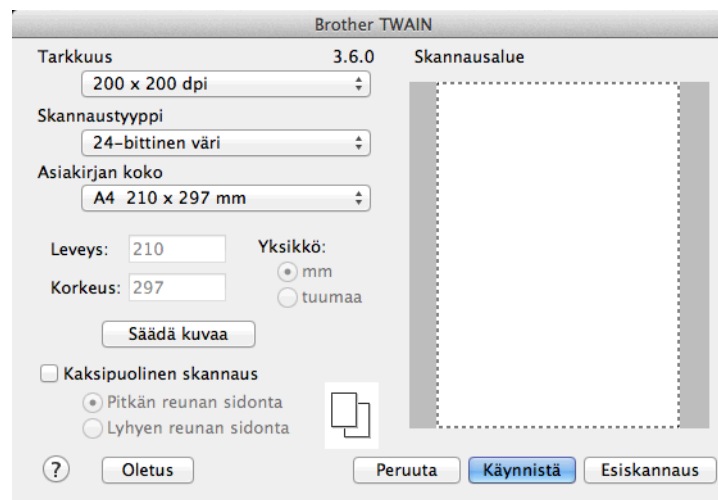 Brother TWAIN
Tarkkuus 3.6.0
200 x 200 dpi
Skannaustyyppi
24-bittinen väri
Asiakirjan koko
A4 210 x 297 mm
Leveys: 210
Korkeus: 297
Yksikkö:
mm
tuumaa
Säädä kuvaa
Kaksipuolinen skannaus
Pitkän reunan sidonta
Lyhyen reunan sidonta
Skannausalue
? Oletus Peruuta Käynnistä Esiskannaus